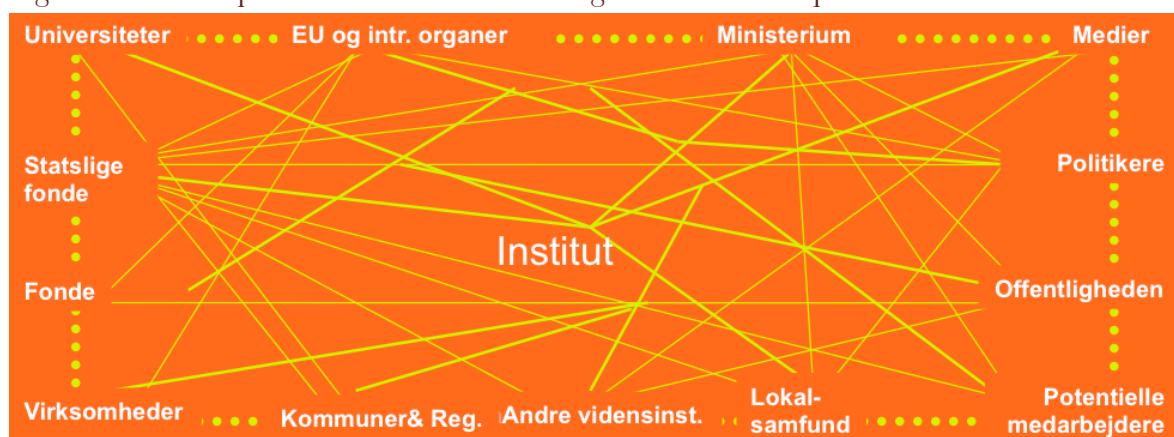 Universiteter
EU og intr. organer
Ministerium
Medier
Statslige
fonde
Politikere
Institut
Fonde
Offentligheden
Virksomheder
Kommuner& Reg.
Andre vidensinst.
Lokal-
samfund
Potentielle
medarbejdere